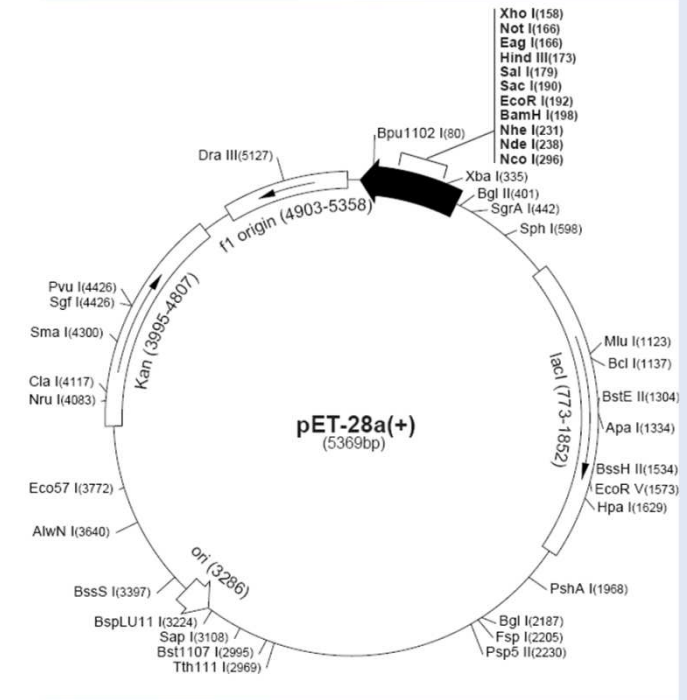 Xho I(158)
Not I(166)
Eag I(166)
Hind III(173)
Sal I(179)
Sac I(190)
EcoR I(192)
BamH I(198)
Nhe I(231)
Nde I(238)
Nco I(296)
Bpu1102 I(80)
Dra III(5127)
Xba I(335)
Bgl II(401)
SgrA I(442)
Sph I(598)
f1 origin (4903-5358)
Pvu I(4426)
Sgf I(4426)
Sma I(4300)
Kan (3995-4807)
Cla I(4117)
Nru I(4083)
Mlu I(1123)
Bcl I(1137)
BstE II(1304)
Apa I(1334)
lacI (773-1852)
BssH II(1534)
EcoR V(1573)
Hpa I(1629)
pET-28a(+)
(5369bp)
Eco57 I(3772)
AlwN I(3640)
ori (3286)
BssS I(3397)
BspLU11 I(3224)
Sap I(3108)
Bst1107 I(2995)
Tth111 I(2969)
PshA I(1968)
Bgl I(2187)
Fsp I(2205)
Psp5 II(2230)